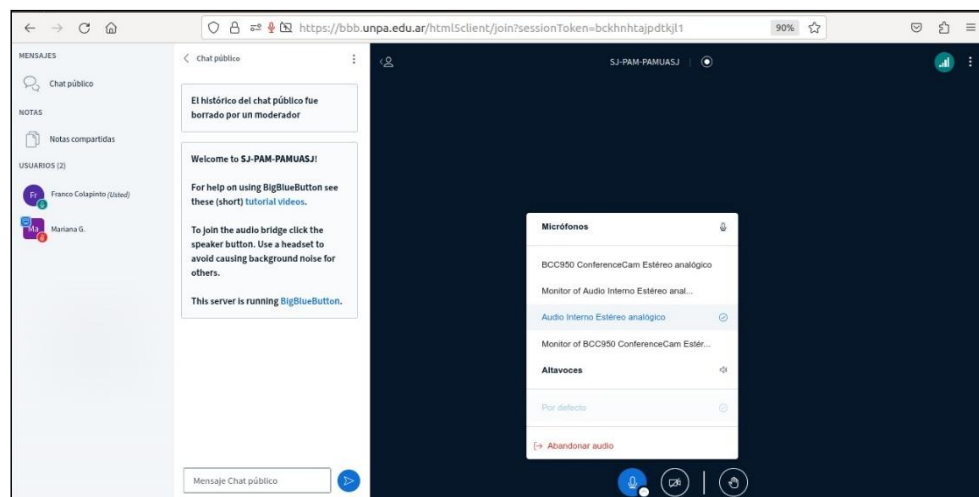 https://bbb.unpa.edu.ar/html5client/join?sessionToken=bckhnhtajpdtkjl1
90%
MENSAJES
Chat público
NOTAS
Notas compartidas
USUARIOS (2)
Fr
Franco Colapinto (Usted)
Ma
Mariana G.
Chat público
El histórico del chat público fue
borrado por un moderador
Welcome to SJ-PAM-PAMUASJ!
For help on using BigBlueButton see
these (short) tutorial videos.
To join the audio bridge click the
speaker button. Use a headset to
avoid causing background noise for
others.
This server is running BigBlueButton.
Mensaje Chat público
SJ-PAM-PAMUASJ
Micrófonos
BCC950 ConferenceCam Estéreo analógico
Monitor of Audio Interno Estéreo anal...
Audio Interno Estéreo analógico
Monitor of BCC950 ConferenceCam Estér...
Altavoces
Por defecto
Abandonar audio